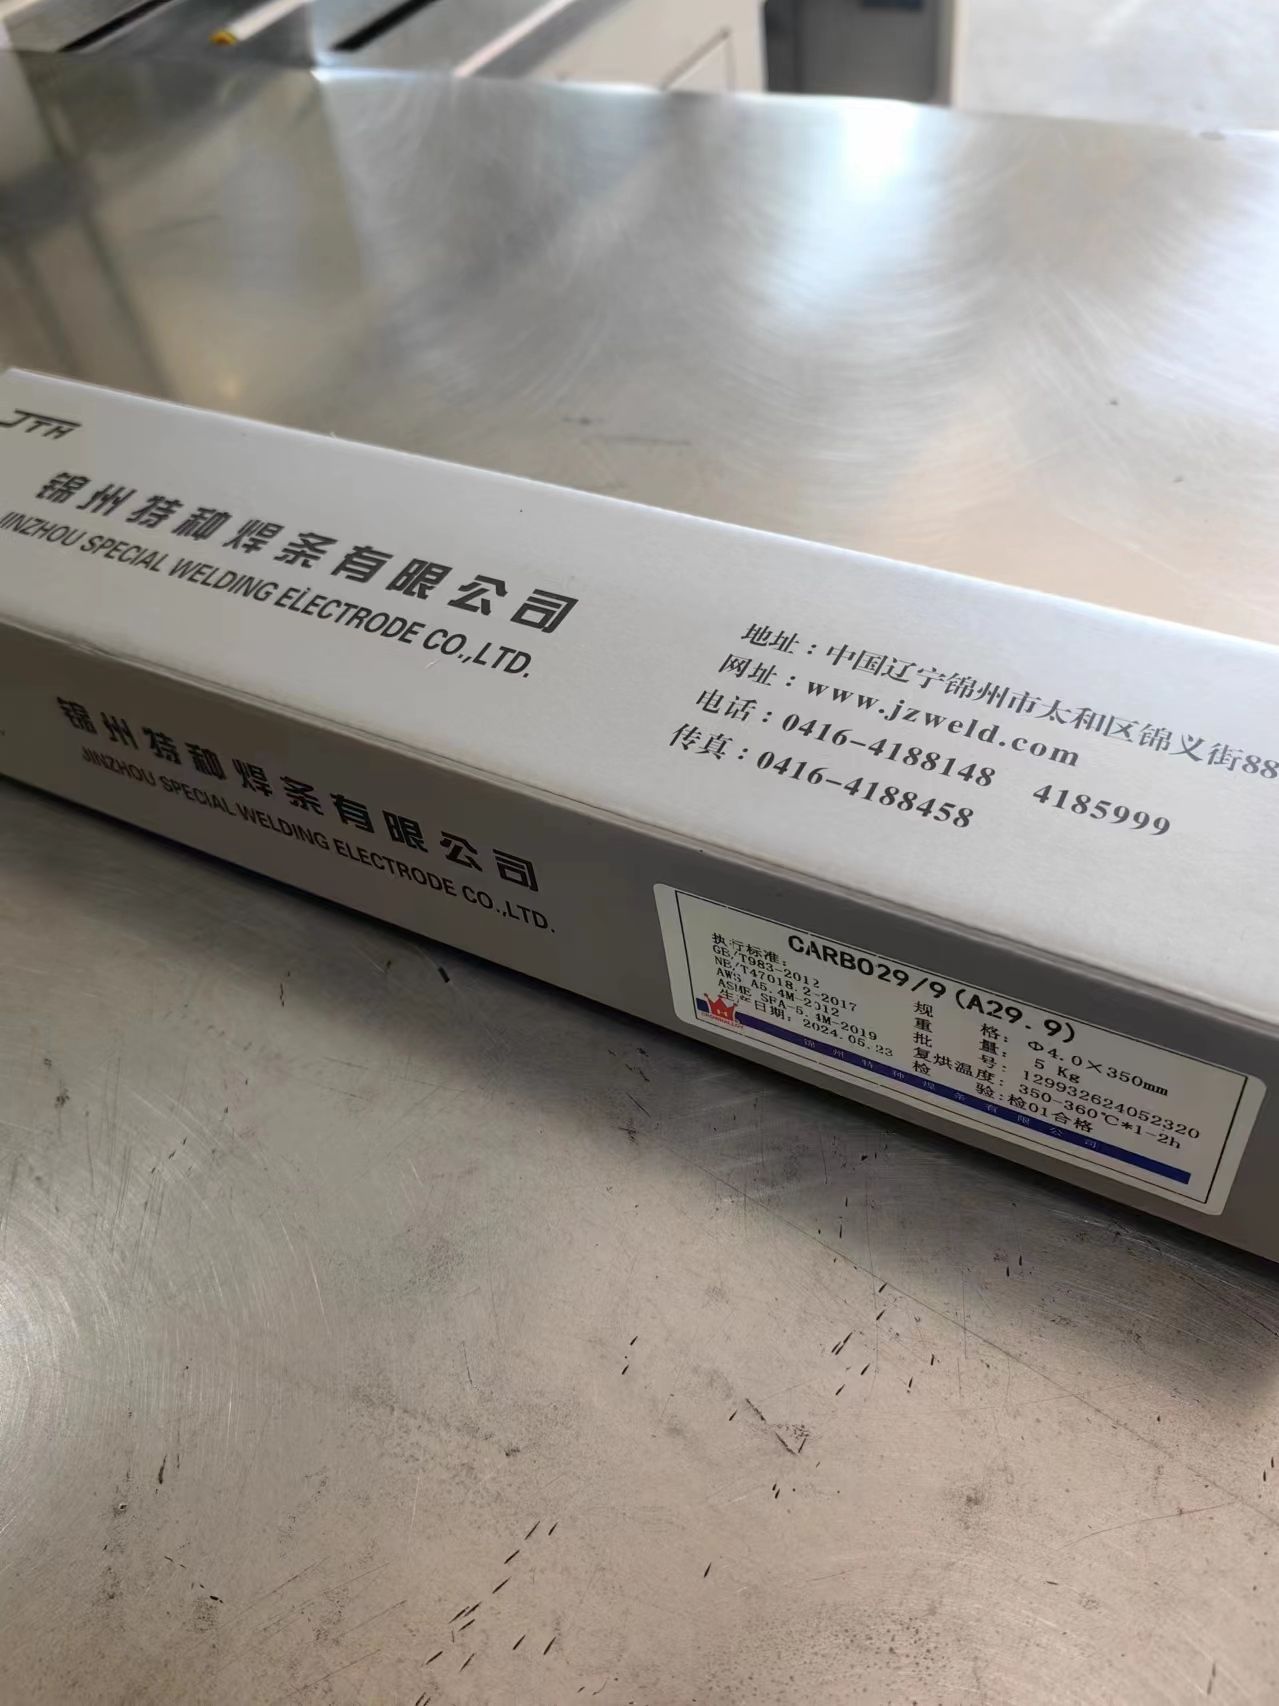 JTH
锦州特种焊条有限公司
JINZHOU SPECIAL WELDING ELECTRODE CO.,LTD.
地址：中国辽宁锦州市太和区锦义街88
网址：www.jzweld.com
电话：0416-4188148 4185999
传真：0416-4188458
锦州特种焊条有限公司
JINZHOU SPECIAL WELDING ELECTRODE CO.,LTD.
CARBO29/9(A29.9)
执行标准：
GB/T983-2012
NB/T47018.2-2017
AWS A5.4M-2012
ASME SFA-5.4M-2019
生产日期：2024.05.23
规格：Φ4.0×350mm
重量：5 Kg
批号：129932624052320
复烘温度：350-360℃*1-2h
检验：检01合格
锦州特种焊条有限公司